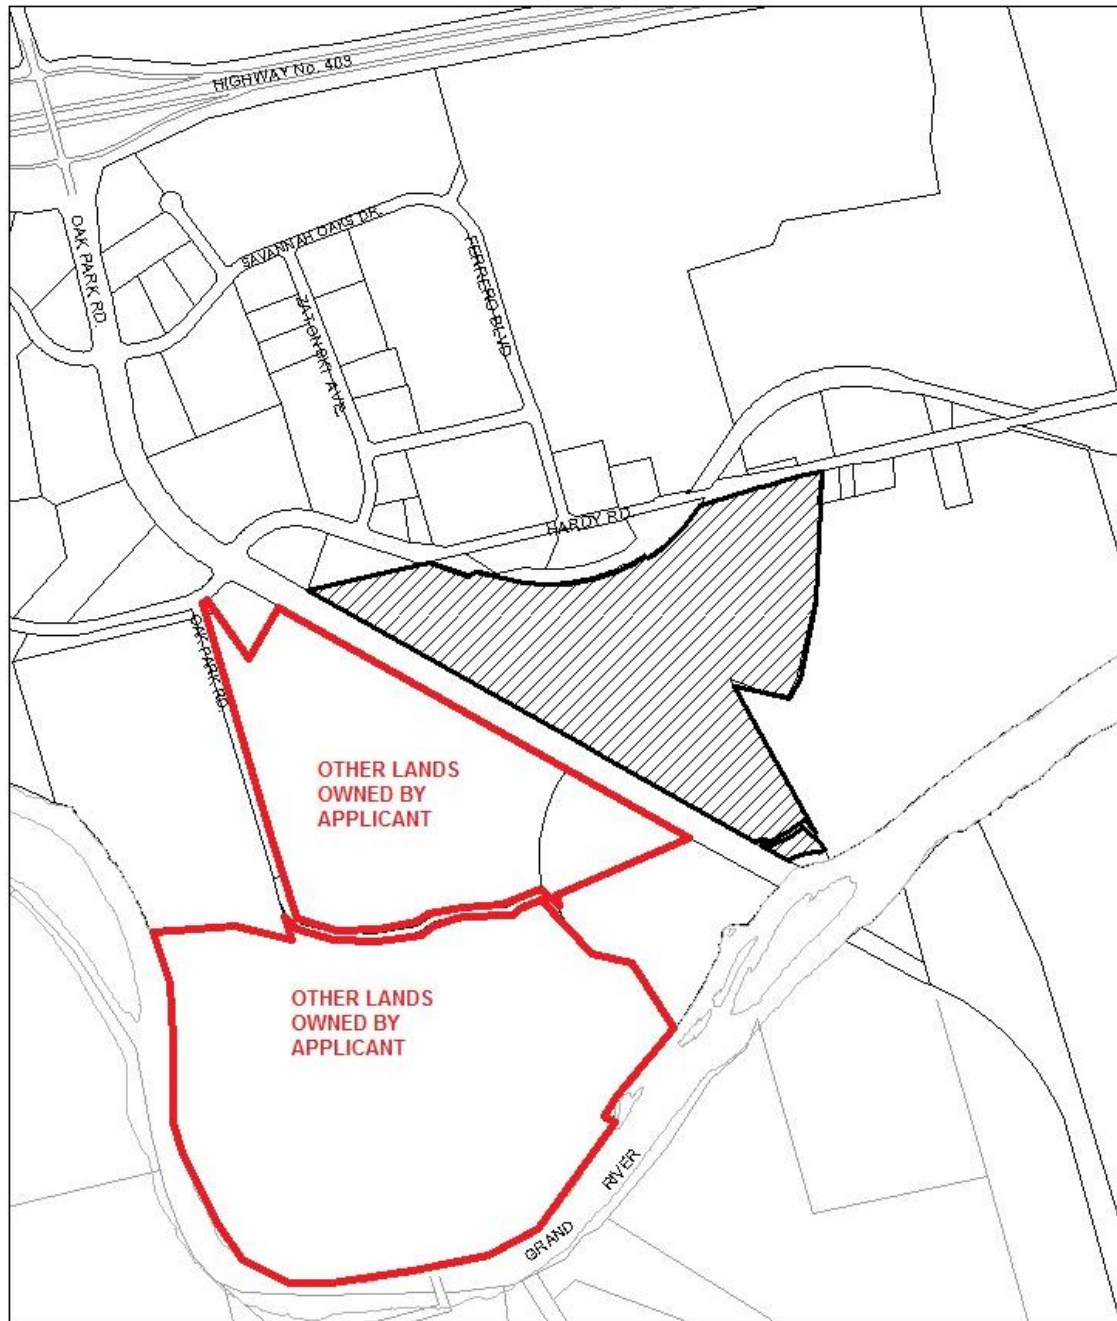 HIGHWAY No. 403
OAK PARK RD.
SAVANNAH OAKS DR.
FERRERO BLVD.
ZATONSKI AVE.
HARDY RD.
OAK PARK RD.
OTHER LANDS
OWNED BY
APPLICANT
OTHER LANDS
OWNED BY
APPLICANT
GRAND RIVER